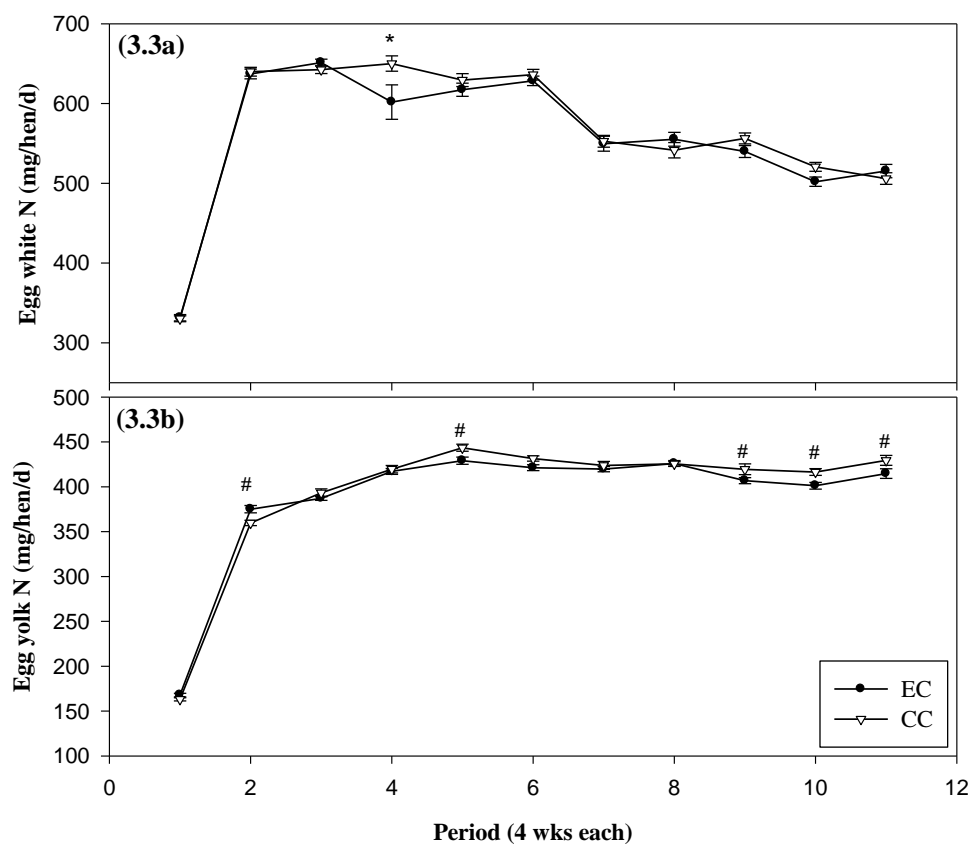 (3.3a)
*
Egg white N (mg/hen/d)
700
600
500
400
300
(3.3b)
# # # # #
Egg yolk N (mg/hen/d)
500
450
400
350
300
250
200
150
100
EC
CC
0 2 4 6 8 10 12
Period (4 wks each)